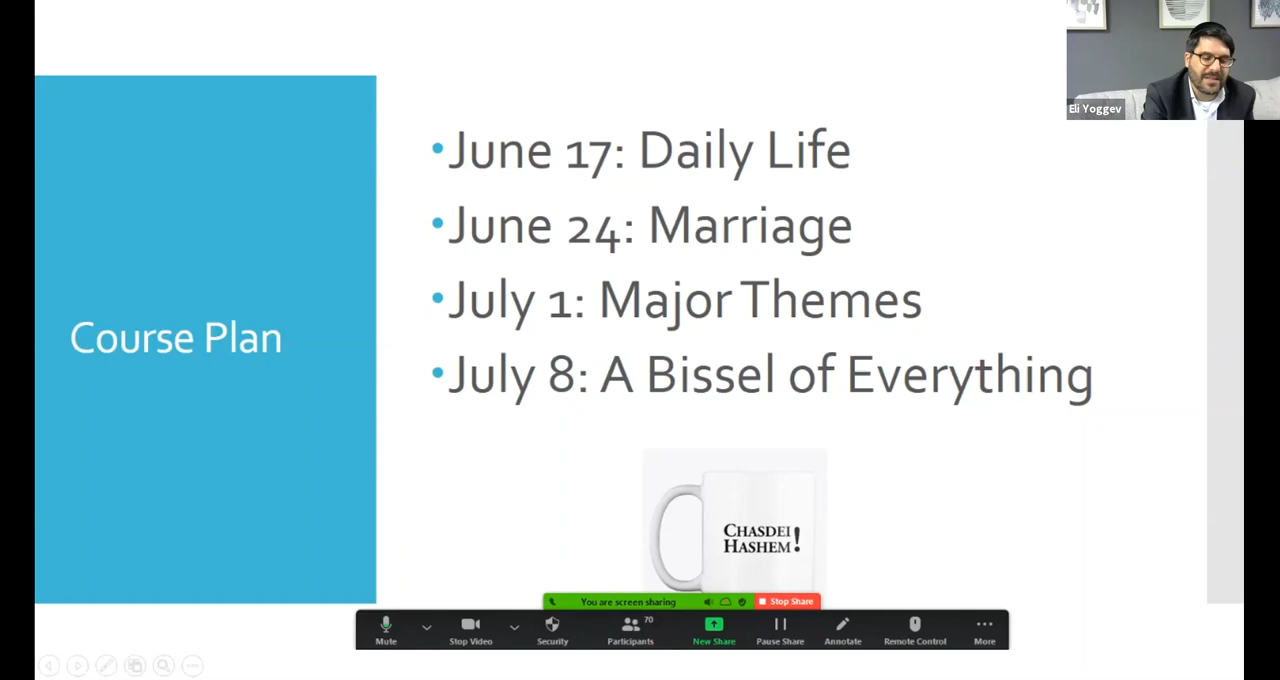 Eli Yoggev
Course Plan
•June 17: Daily Life
•June 24: Marriage
•July 1: Major Themes
•July 8: A Bissel of Everything
CHASDEI
HASHEM!
You are screen sharing
Stop Share
Mute
Stop Video
Security
Participants
70
New Share
Pause Share
Annotate
Remote Control
More